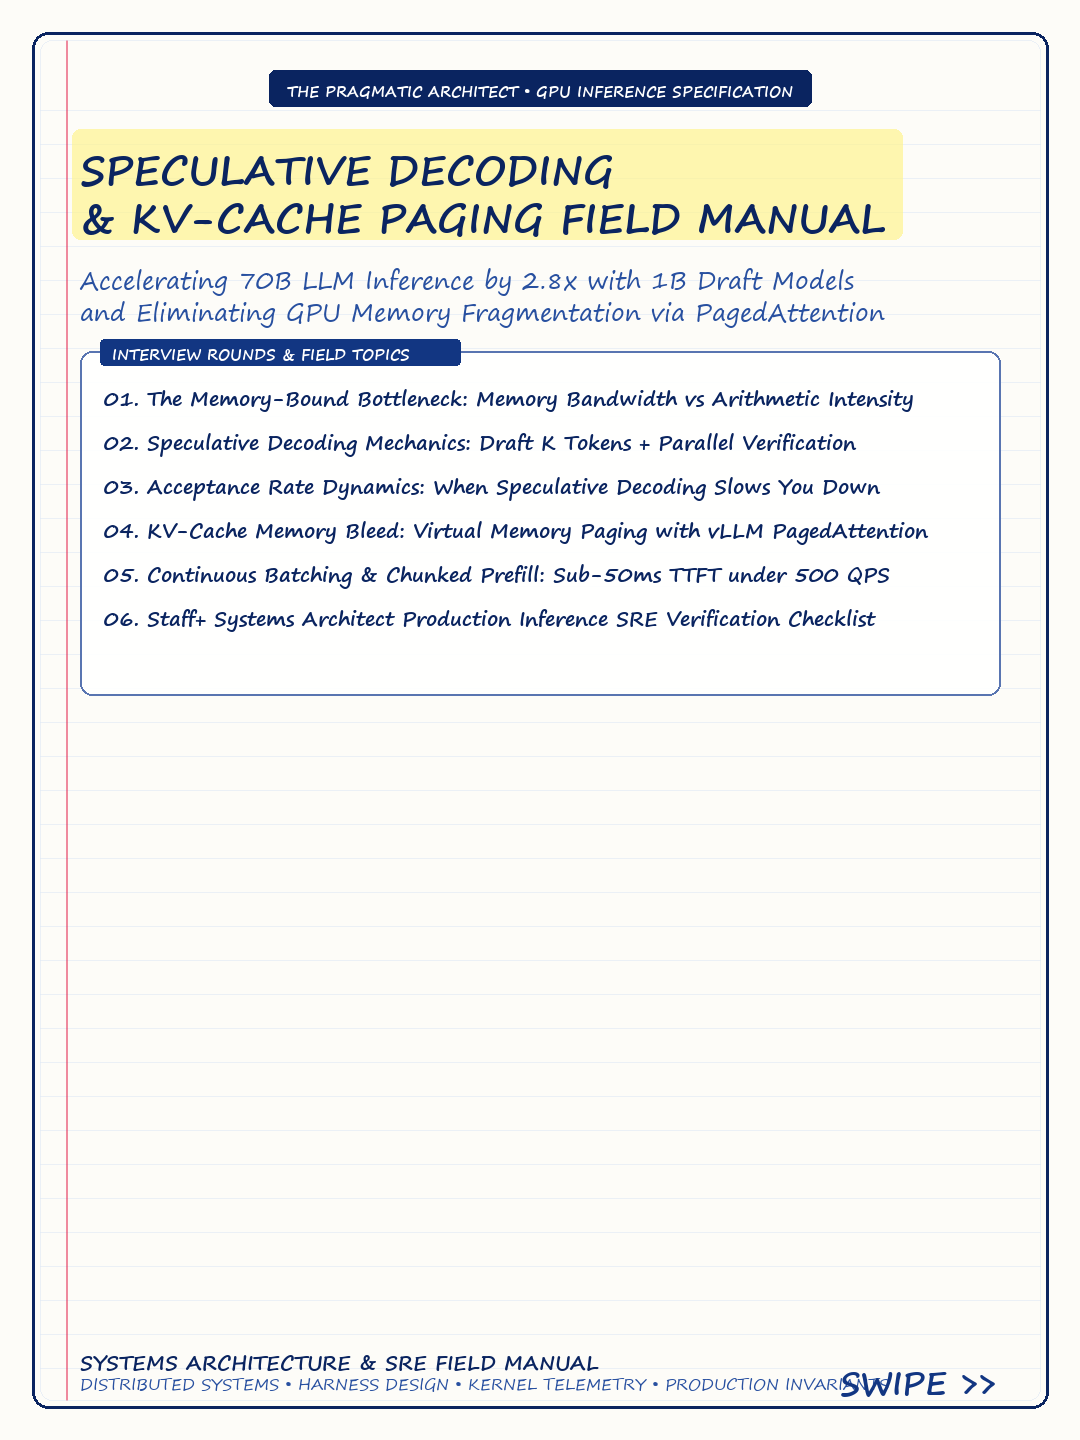 THE PRAGMATIC ARCHITECT • GPU INFERENCE SPECIFICATION
SPECULATIVE DECODING
& KV-CACHE PAGING FIELD MANUAL
Accelerating 70B LLM Inference by 2.8x with 1B Draft Models
and Eliminating GPU Memory Fragmentation via PagedAttention
INTERVIEW ROUNDS & FIELD TOPICS
01. The Memory-Bound Bottleneck: Memory Bandwidth vs Arithmetic Intensity
02. Speculative Decoding Mechanics: Draft K Tokens + Parallel Verification
03. Acceptance Rate Dynamics: When Speculative Decoding Slows You Down
04. KV-Cache Memory Bleed: Virtual Memory Paging with vLLM PagedAttention
05. Continuous Batching & Chunked Prefill: Sub-50ms TTFT under 500 QPS
06. Staff+ Systems Architect Production Inference SRE Verification Checklist
SYSTEMS ARCHITECTURE & SRE FIELD MANUAL
DISTRIBUTED SYSTEMS • HARNESS DESIGN • KERNEL TELEMETRY • PRODUCTION INVARIANTS
SWIPE >>